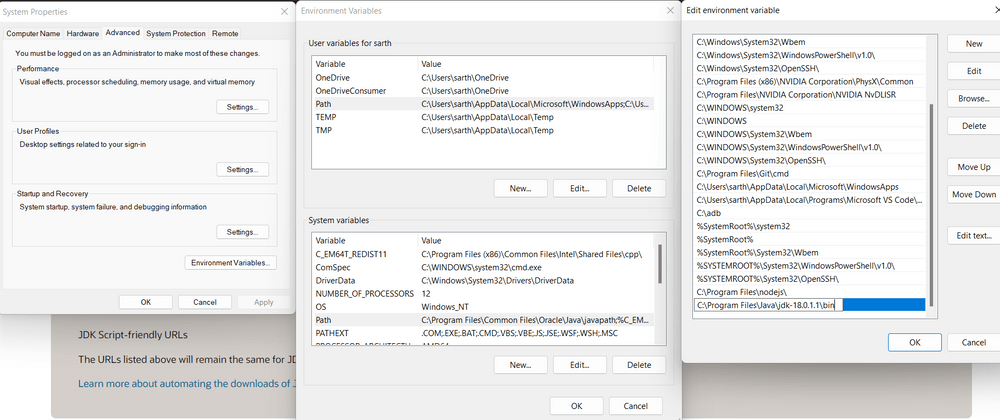 System Properties
Computer Name Hardware Advanced System Protection Remote
You must be logged on as an Administrator to make most of these changes.
Performance
Visual effects, processor scheduling, memory usage, and virtual memory
Settings...
User Profiles
Desktop settings related to your sign-in
Settings...
Startup and Recovery
System startup, system failure, and debugging information
Settings...
Environment Variables...
OK Cancel Apply
JDK Script-friendly URLs
The URLs listed above will remain the same for JD
Learn more about automating the downloads of J
Environment Variables
User variables for sarth
Variable Value
OneDrive C:\Users\sarth\OneDrive
OneDriveConsumer C:\Users\sarth\OneDrive
Path C:\Users\sarth\AppData\Local\Microsoft\WindowsApps;C:\Us...
TEMP C:\Users\sarth\AppData\Local\Temp
TMP C:\Users\sarth\AppData\Local\Temp
New... Edit... Delete
System variables
Variable Value
C_EM64T_REDIST11 C:\Program Files (x86)\Common Files\Intel\Shared Files\cpp\
ComSpec C:\WINDOWS\system32\cmd.exe
DriverData C:\Windows\System32\Drivers\DriverData
NUMBER_OF_PROCESSORS 12
OS Windows_NT
Path C:\Program Files\Common Files\Oracle\Java\javapath;%C_EM...
PATHEXT .COM;.EXE;.BAT;.CMD;.VBS;.VBE;.JS;.JSE;.WSF;.WSH;.MSC
New... Edit... Delete
OK Cancel
Edit environment variable
C:\Windows\System32\Wbem
C:\Windows\System32\WindowsPowerShell\v1.0\
C:\Windows\System32\OpenSSH\
C:\Program Files (x86)\NVIDIA Corporation\PhysX\Common
C:\Program Files\NVIDIA Corporation\NVIDIA NvDLISR
C:\WINDOWS\system32
C:\WINDOWS
C:\WINDOWS\System32\Wbem
C:\WINDOWS\System32\WindowsPowerShell\v1.0\
C:\WINDOWS\System32\OpenSSH\
C:\Program Files\Git\cmd
C:\Users\sarth\AppData\Local\Microsoft\WindowsApps
C:\Users\sarth\AppData\Local\Programs\Microsoft VS Code\...
C:\adb
%SystemRoot%\system32
%SystemRoot%
%SystemRoot%\System32\Wbem
%SYSTEMROOT%\System32\WindowsPowerShell\v1.0\
%SYSTEMROOT%\System32\OpenSSH\
C:\Program Files\nodejs\
C:\Program Files\Java\jdk-18.0.1.1\bin
New
Edit
Browse...
Delete
Move Up
Move Down
Edit text...
OK Cancel